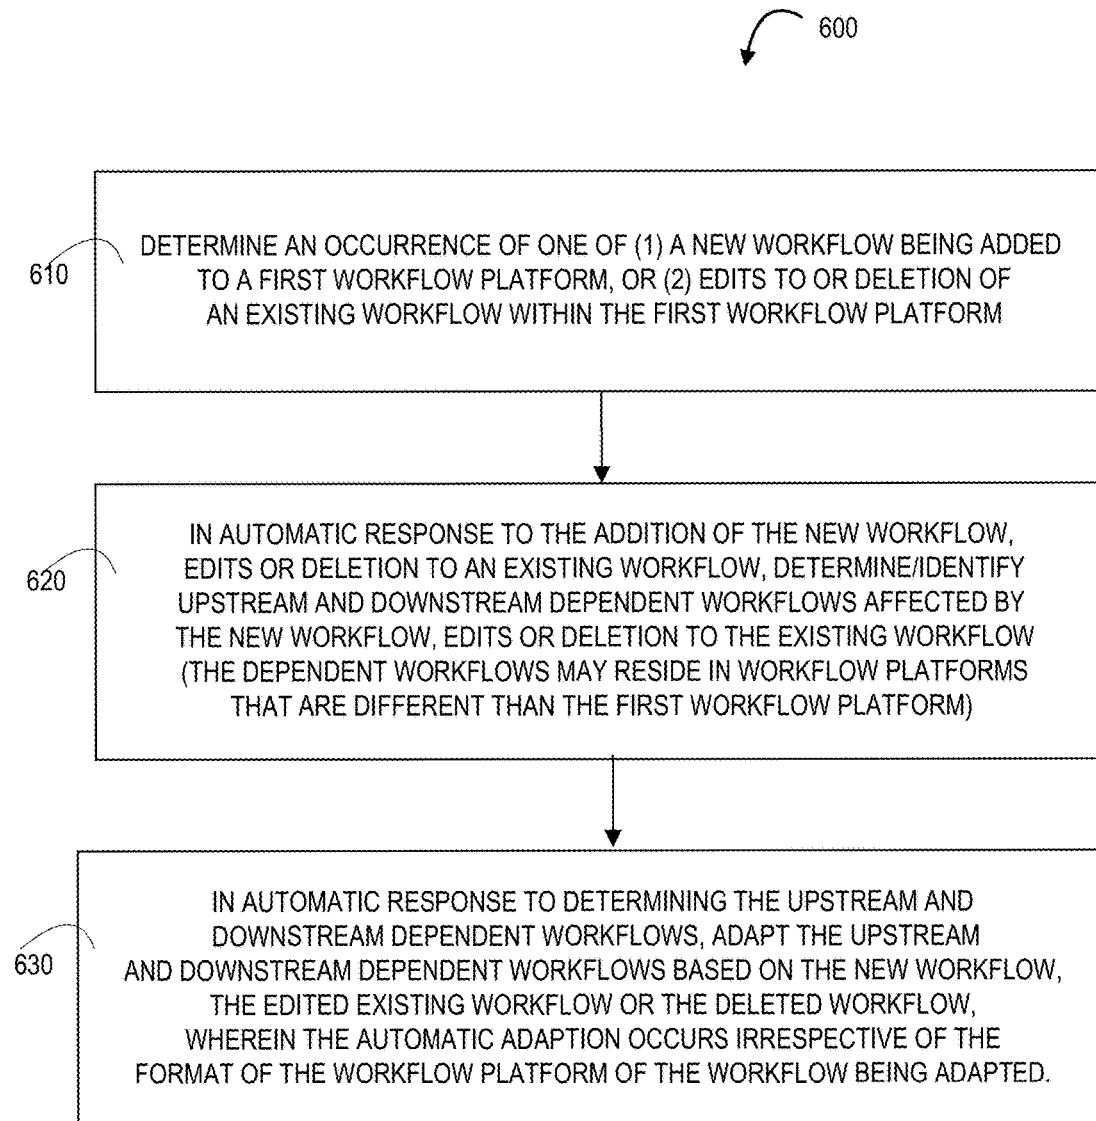 600
610
DETERMINE AN OCCURRENCE OF ONE OF (1) A NEW WORKFLOW BEING ADDED
TO A FIRST WORKFLOW PLATFORM, OR (2) EDITS TO OR DELETION OF
AN EXISTING WORKFLOW WITHIN THE FIRST WORKFLOW PLATFORM
620
IN AUTOMATIC RESPONSE TO THE ADDITION OF THE NEW WORKFLOW,
EDITS OR DELETION TO AN EXISTING WORKFLOW, DETERMINE/IDENTIFY
UPSTREAM AND DOWNSTREAM DEPENDENT WORKFLOWS AFFECTED BY
THE NEW WORKFLOW, EDITS OR DELETION TO THE EXISTING WORKFLOW
(THE DEPENDENT WORKFLOWS MAY RESIDE IN WORKFLOW PLATFORMS
THAT ARE DIFFERENT THAN THE FIRST WORKFLOW PLATFORM)
630
IN AUTOMATIC RESPONSE TO DETERMINING THE UPSTREAM AND
DOWNSTREAM DEPENDENT WORKFLOWS, ADAPT THE UPSTREAM
AND DOWNSTREAM DEPENDENT WORKFLOWS BASED ON THE NEW WORKFLOW,
THE EDITED EXISTING WORKFLOW OR THE DELETED WORKFLOW,
WHEREIN THE AUTOMATIC ADAPTION OCCURS IRRESPECTIVE OF THE
FORMAT OF THE WORKFLOW PLATFORM OF THE WORKFLOW BEING ADAPTED.